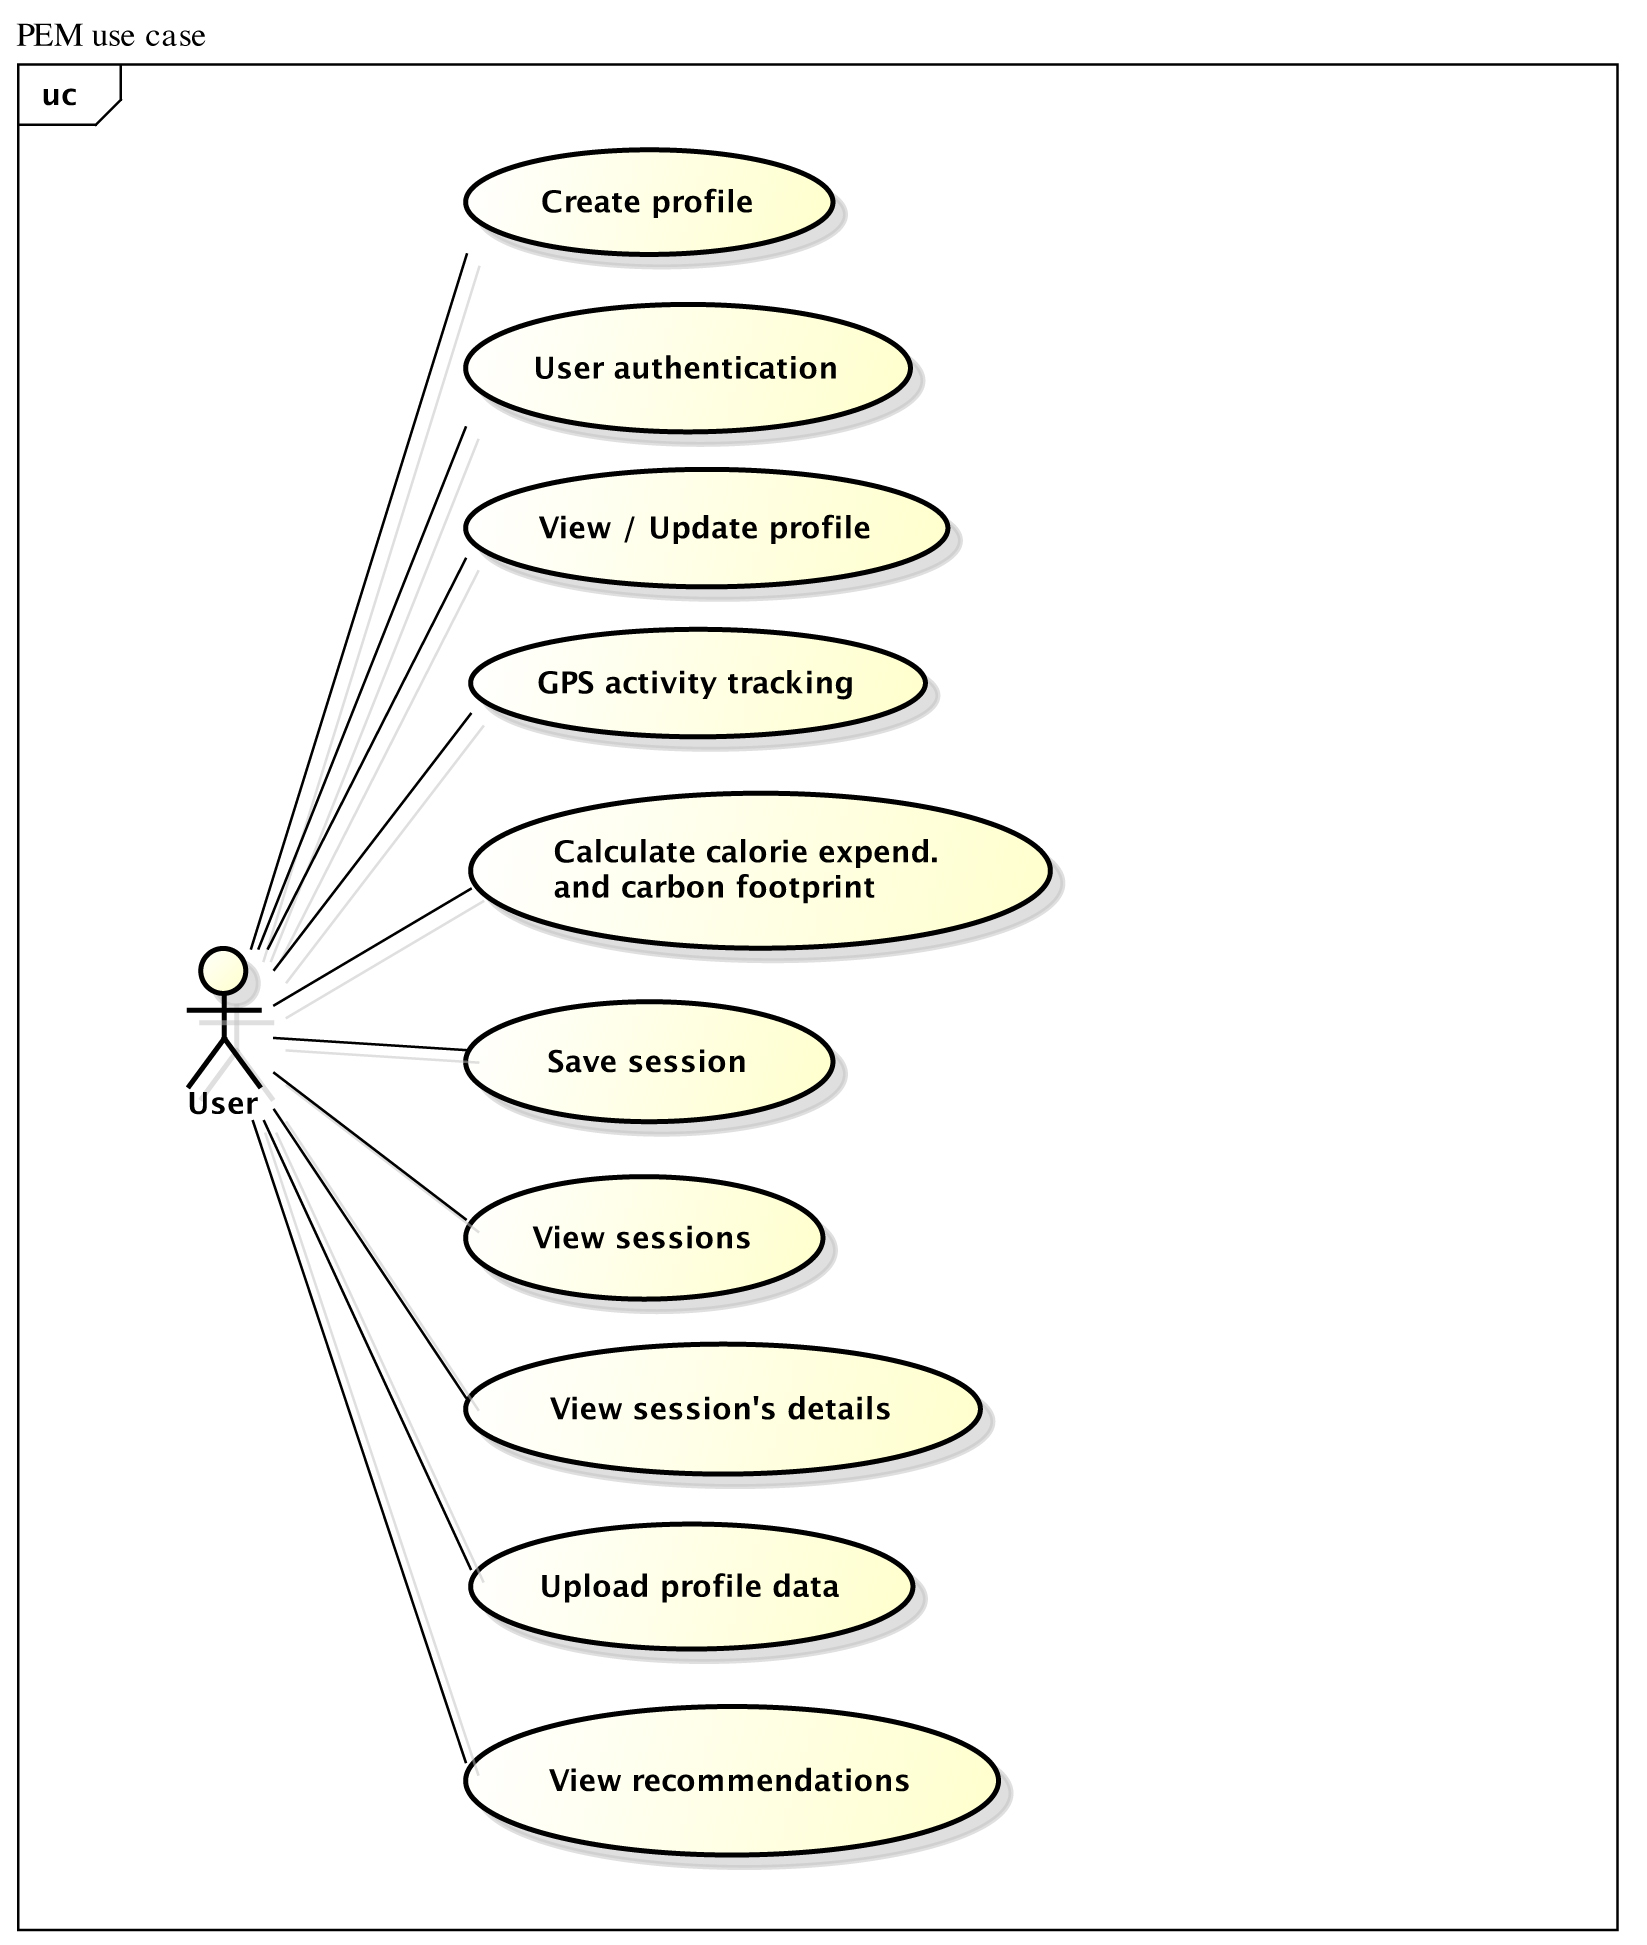 PEM use case
uc
Create profile
User authentication
View / Update profile
GPS activity tracking
Calculate calorie expend.
and carbon footprint
Save session
User
View sessions
View session's details
Upload profile data
View recommendations